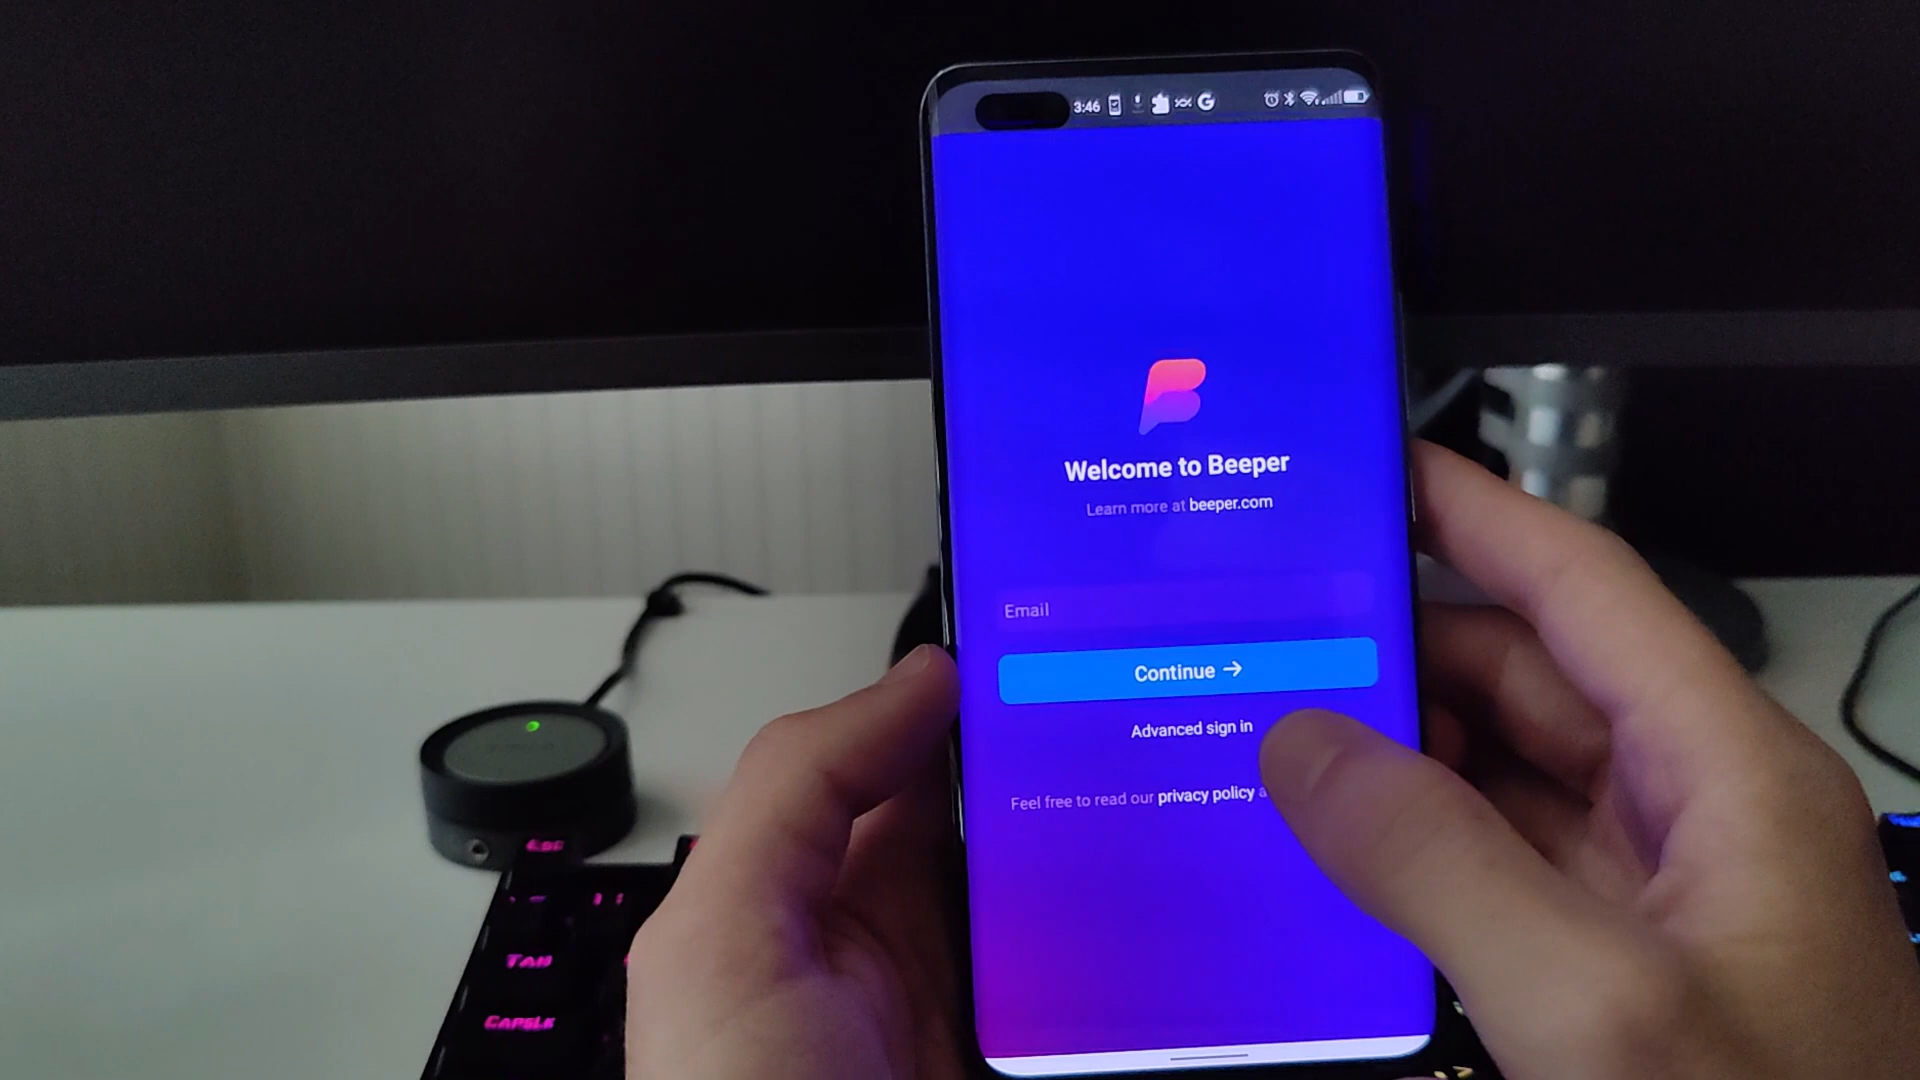 3:46
Welcome to Beeper
Learn more at beeper.com
Email
Continue →
Advanced sign in
Feel free to read our privacy policy a
Esc
Tab
CapsLk